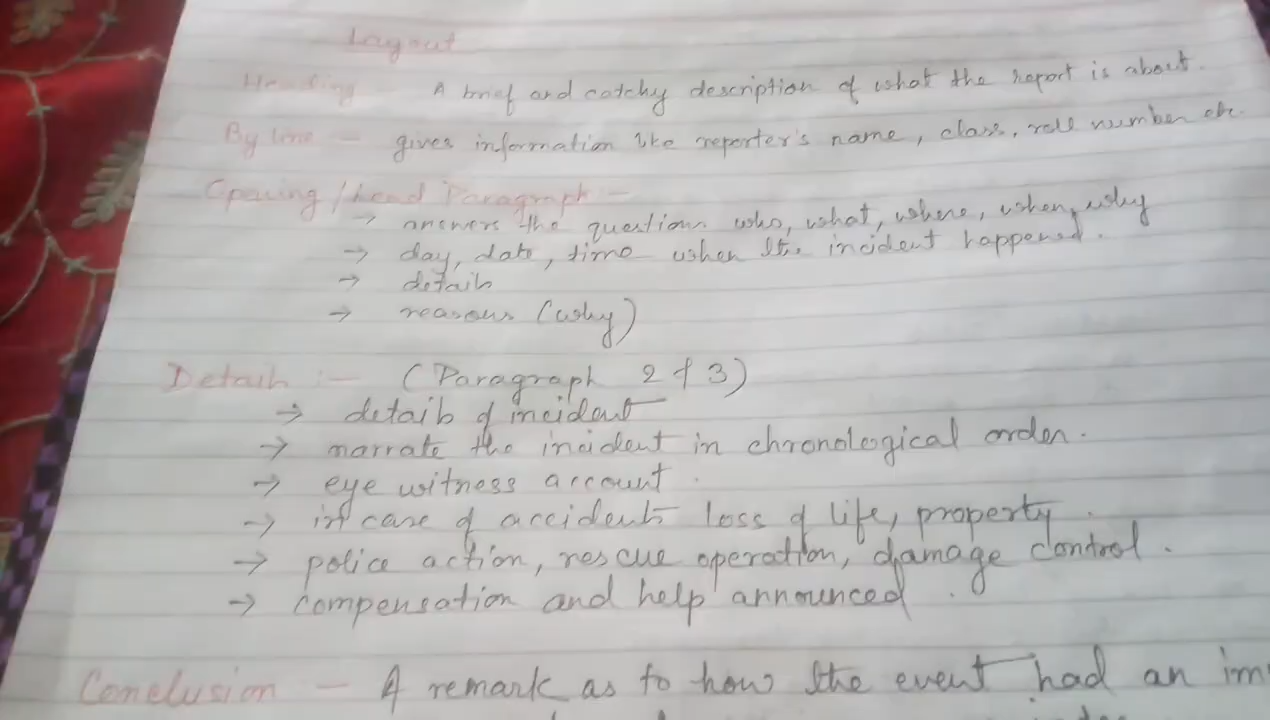 Layout
Heading A brief and catchy description of what the report is about.
By line — gives information like reporter's name, class, roll number etc.
Opening/Lead Paragraph —
→ answers the questions who, what, where, when, why
→ day, date, time when the incident happened.
→ details
→ reasons (why)
Details :— (Paragraph 2 & 3)
→ details of incident
→ narrate the incident in chronological order.
→ eye witness account.
→ in case of accidents loss of life, property.
→ police action, rescue operation, damage control.
→ compensation and help announced.
Conclusion — A remark as to how the event had an im